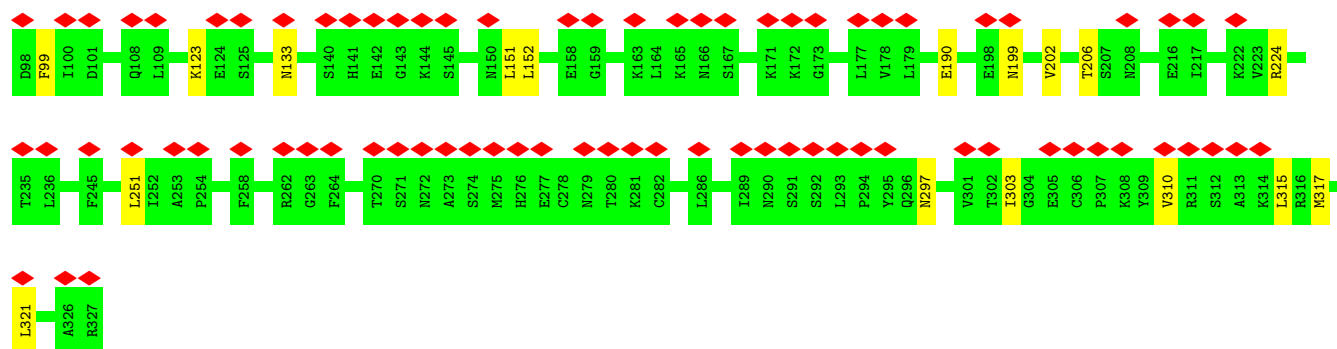 D98 F99 I100 D101 Q108 L109 K123 E124 S125 N133 S140 H141 E142 G143 K144 S145 N150 L151 L152 E158 G159 K163 L164 K165 N166 S167 K171 K172 G173 L177 V178 L179 E190 E198 N199 V202 T206 S207 N208 E216 I217 K222 V223 R224
T235 L236 F245 L251 I252 A253 P254 F258 R262 G263 F264 T270 S271 N272 A273 S274 M275 H276 E277 C278 N279 T280 K281 C282 L286 I289 N290 S291 S292 L293 P294 Y295 Q296 N297 V301 T302 I303 G304 E305 C306 P307 K308 Y309 V310 R311 S312 A313 K314 L315 R316 M317
L321 A326 R327